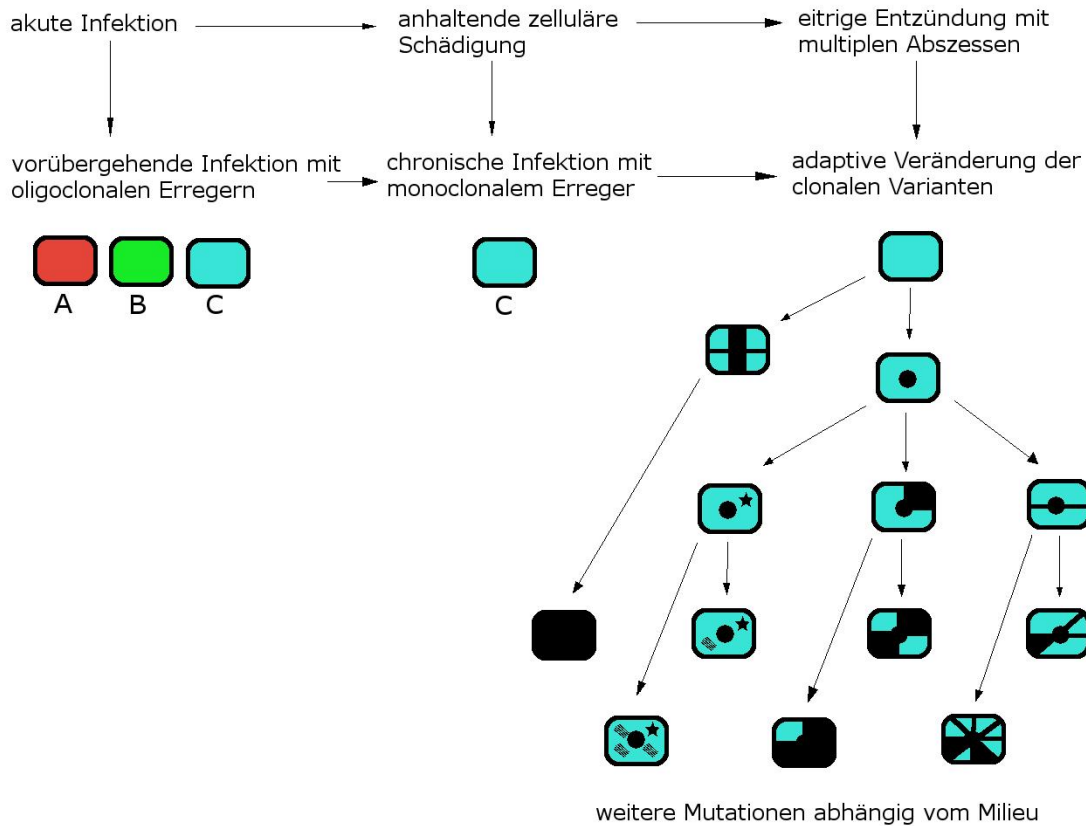 akute Infektion
anhaltende zelluläre
Schädigung
eitrige Entzündung mit
multiplen Abszessen
vorübergehende Infektion mit
oligoclonalen Erregern
chronische Infektion mit
monoclonalem Erreger
adaptive Veränderung der
clonalen Varianten
A
B
C
C
weitere Mutationen abhängig vom Milieu